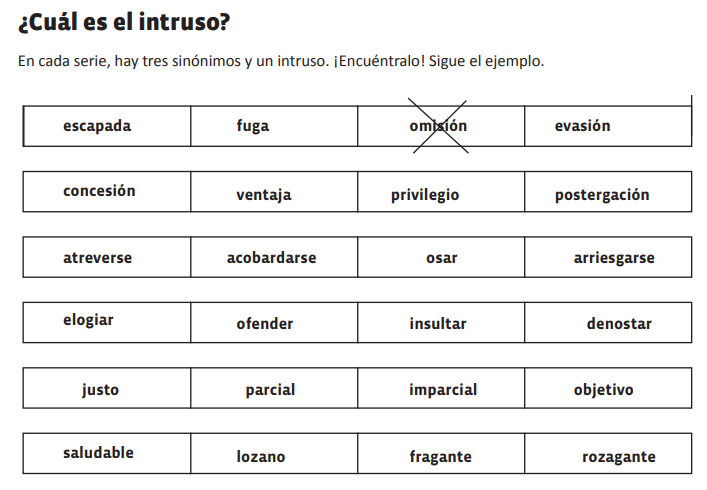 ¿Cuál es el intruso?
En cada serie, hay tres sinónimos y un intruso. ¡Encuéntralo! Sigue el ejemplo.
escapada fuga omisión evasión
concesión ventaja privilegio postergación
atreverse acobardarse osar arriesgarse
elogiar ofender insultar denostar
justo parcial imparcial objetivo
saludable lozano fragante rozagante